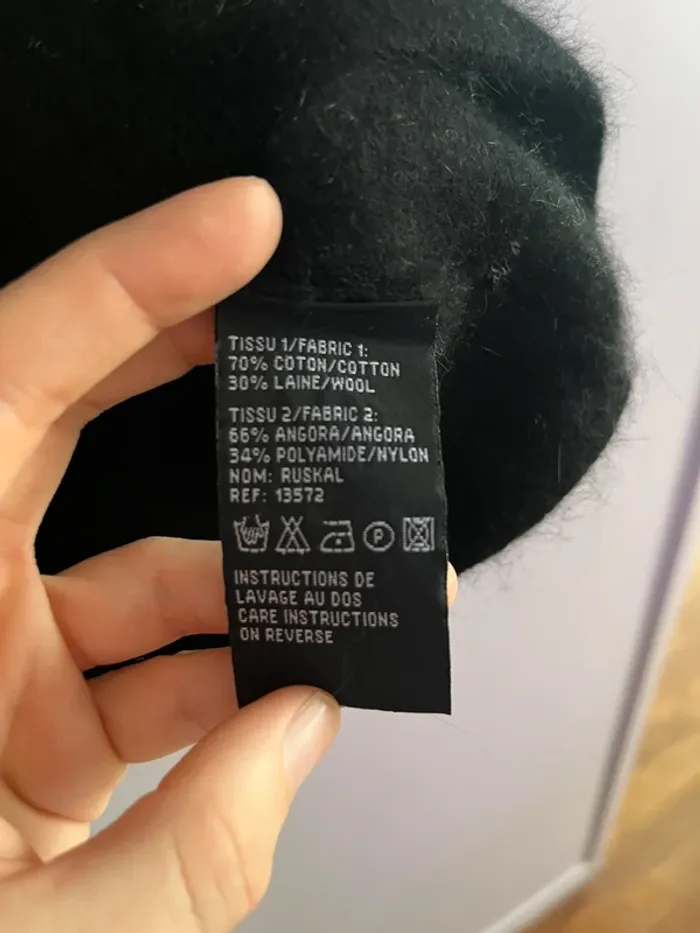 TISSU 1/FABRIC 1:
70% COTON/COTTON
30% LAINE/WOOL
TISSU 2/FABRIC 2:
66% ANGORA/ANGORA
34% POLYAMIDE/NYLON
NOM: RUSKAL
REF: 13572
P
INSTRUCTIONS DE
LAVAGE AU DOS
CARE INSTRUCTIONS
ON REVERSE